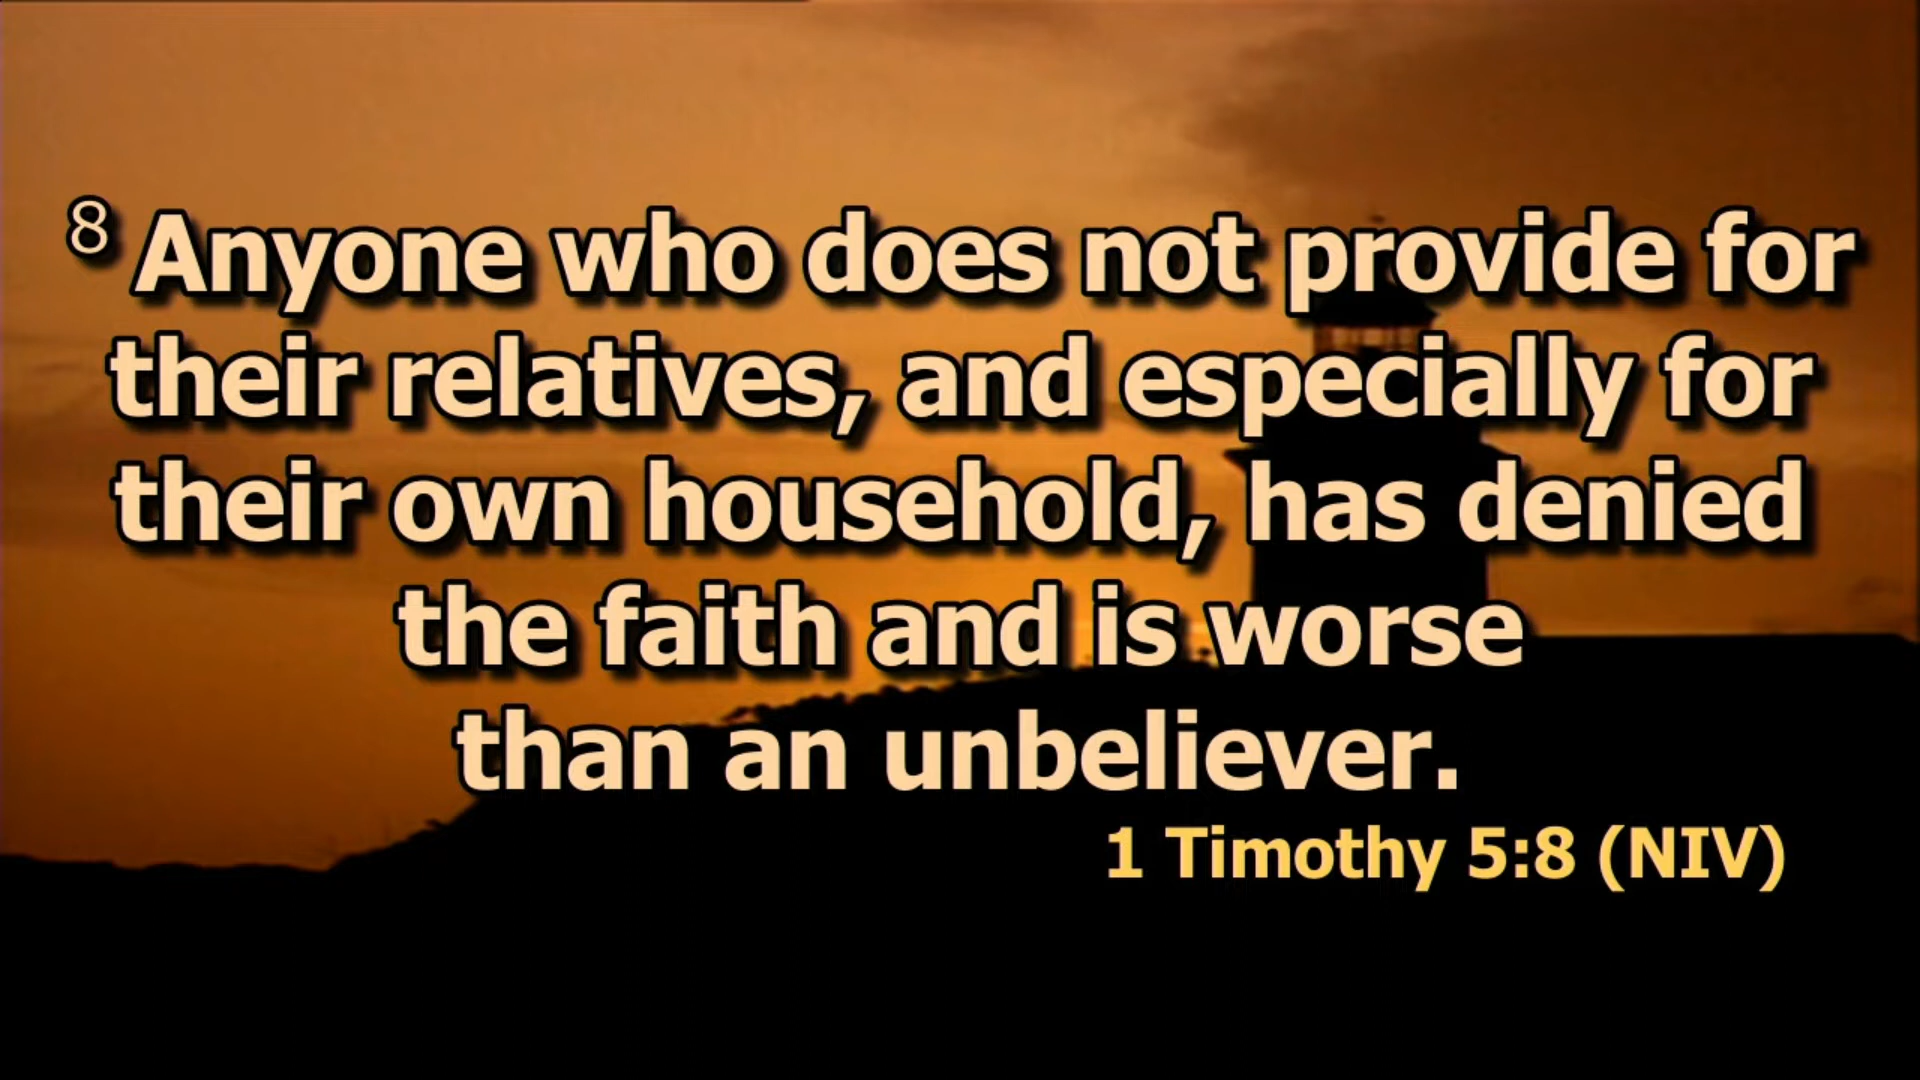 8 Anyone who does not provide for
their relatives, and especially for
their own household, has denied
the faith and is worse
than an unbeliever.
1 Timothy 5:8 (NIV)